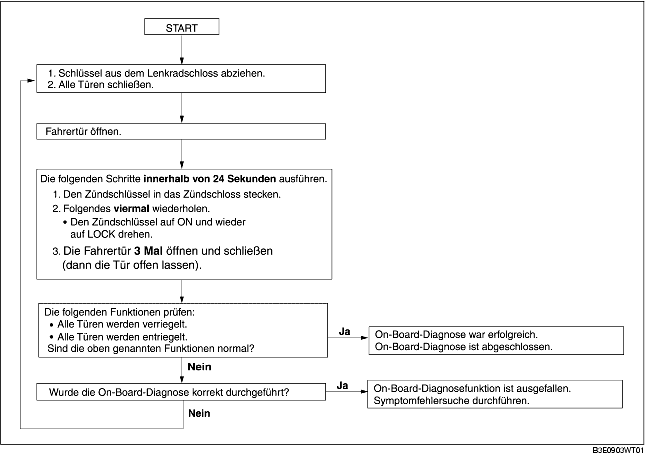 START
1. Schlüssel aus dem Lenkradschloss abziehen.
2. Alle Türen schließen.
Fahrertür öffnen.
Die folgenden Schritte innerhalb von 24 Sekunden ausführen.
1. Den Zündschlüssel in das Zündschloss stecken.
2. Folgendes viermal wiederholen.
• Den Zündschlüssel auf ON und wieder
auf LOCK drehen.
3. Die Fahrertür 3 Mal öffnen und schließen
(dann die Tür offen lassen).
Die folgenden Funktionen prüfen:
• Alle Türen werden verriegelt.
• Alle Türen werden entriegelt.
Sind die oben genannten Funktionen normal?
Ja
On-Board-Diagnose war erfolgreich.
On-Board-Diagnose ist abgeschlossen.
Nein
Wurde die On-Board-Diagnose korrekt durchgeführt?
Ja
On-Board-Diagnosefunktion ist ausgefallen.
Symptomfehlersuche durchführen.
Nein
B3E0903WT01